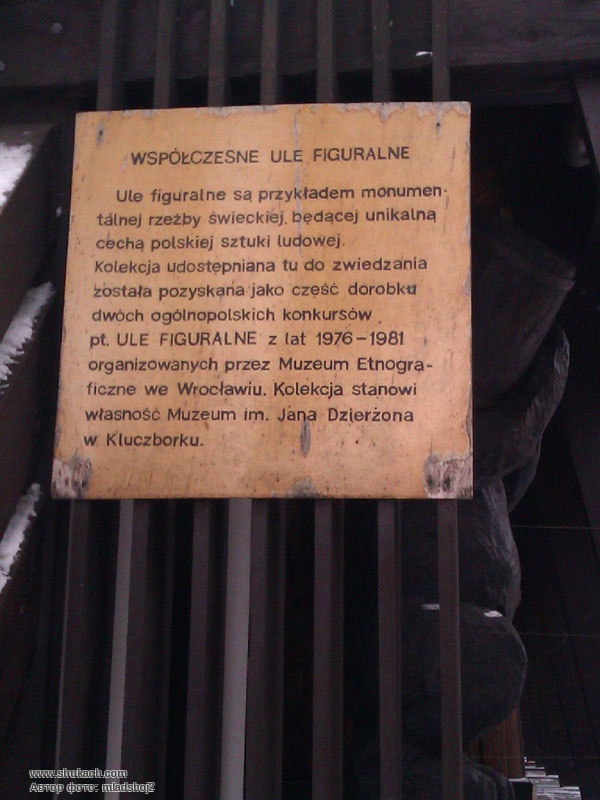 WSPÓŁCZESNE ULE FIGURALNE
Ule figuralne są przykładem monumen-
talnej rzeźby świeckiej, będącej unikalną
cechą polskiej sztuki ludowej.
Kolekcja udostępniana tu do zwiedzania
została pozyskana jako część dorobku
dwóch ogólnopolskich konkursów
pt. ULE FIGURALNE z lat 1976-1981
organizowanych przez Muzeum Etnogra-
ficzne we Wrocławiu. Kolekcja stanowi
własność Muzeum im. Jana Dzierżona
w Kluczborku.
www.shukach.com
Автор фото: mladshoj2